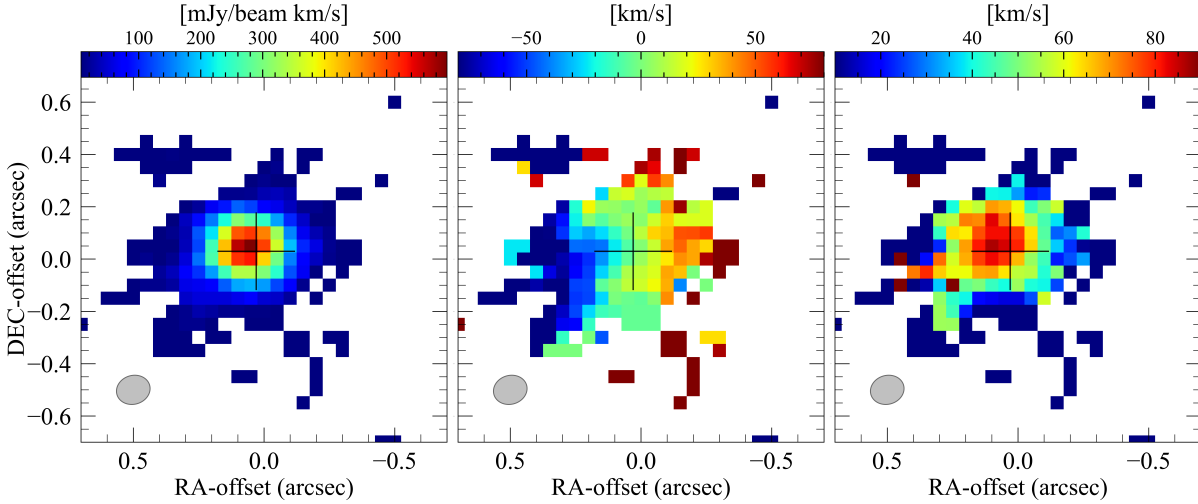 [mJy/beam km/s] [km/s] [km/s]
100 200 300 400 500 −50 0 50 20 40 60 80
0.6
0.4
0.2
0.0
−0.2
−0.4
−0.6
DEC-offset (arcsec)
0.5 0.0 −0.5 0.5 0.0 −0.5 0.5 0.0 −0.5
RA-offset (arcsec) RA-offset (arcsec) RA-offset (arcsec)